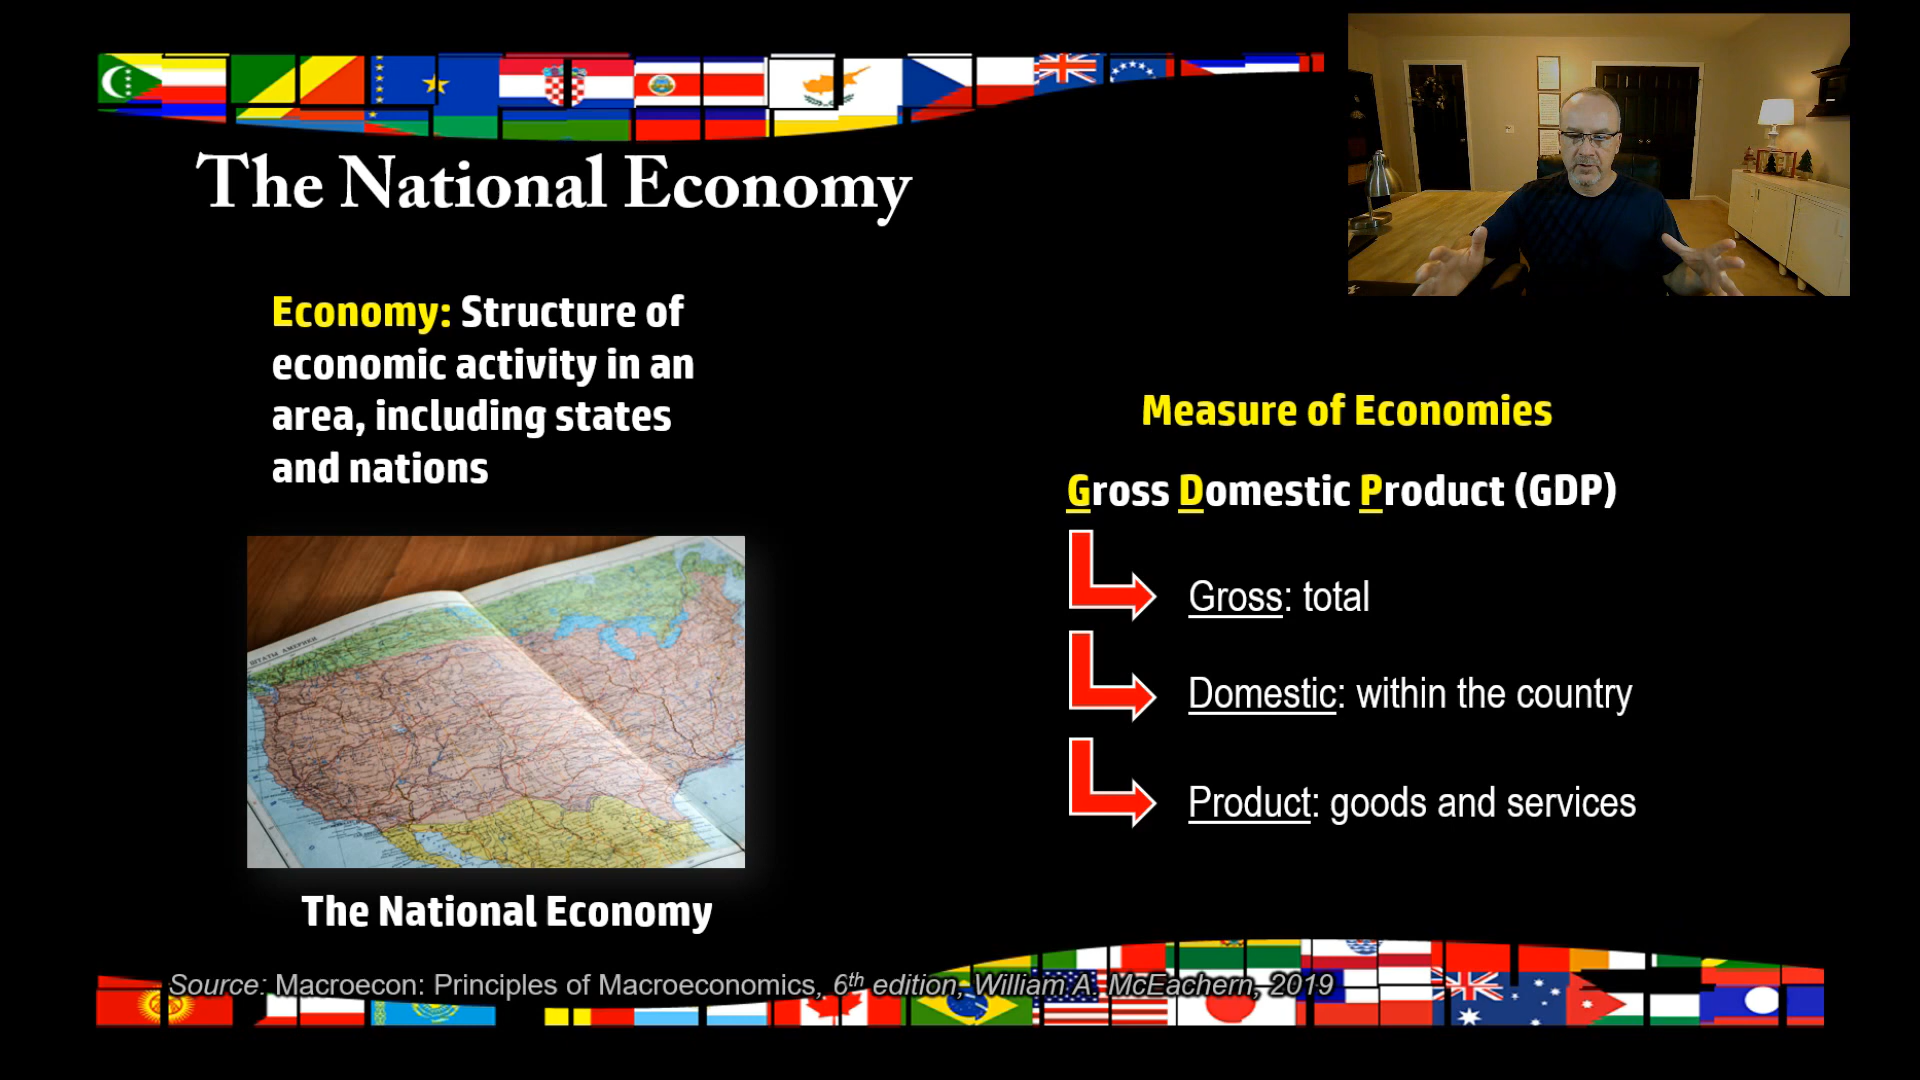 The National Economy
Economy: Structure of
economic activity in an
area, including states
and nations
ШТАТЫ АМЕРИКИ
The National Economy
Measure of Economies
Gross Domestic Product (GDP)
Gross: total
Domestic: within the country
Product: goods and services
Source: Macroecon: Principles of Macroeconomics, 6th edition, William A. McEachern, 2019